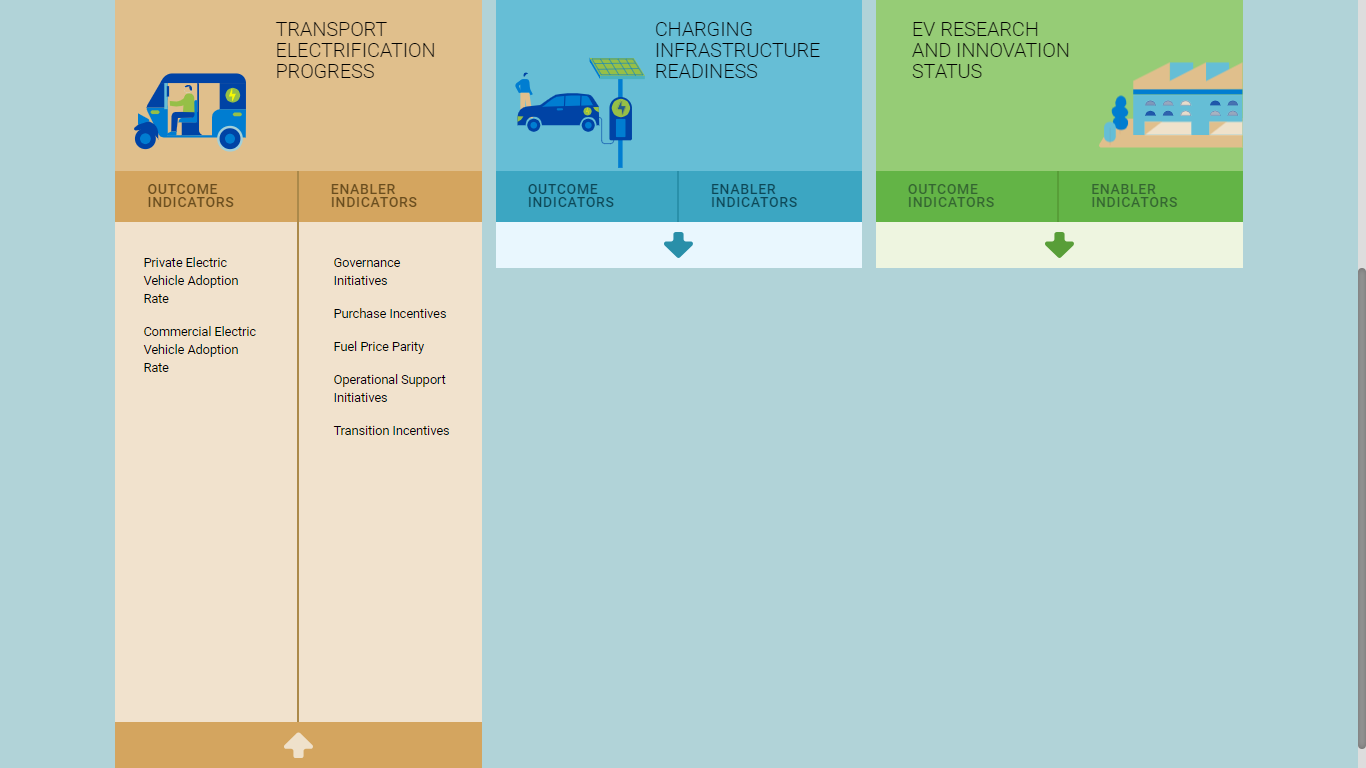 TRANSPORT
ELECTRIFICATION
PROGRESS
OUTCOME
INDICATORS
ENABLER
INDICATORS
Private Electric
Vehicle Adoption
Rate
Commercial Electric
Vehicle Adoption
Rate
Governance
Initiatives
Purchase Incentives
Fuel Price Parity
Operational Support
Initiatives
Transition Incentives
CHARGING
INFRASTRUCTURE
READINESS
OUTCOME
INDICATORS
ENABLER
INDICATORS
EV RESEARCH
AND INNOVATION
STATUS
OUTCOME
INDICATORS
ENABLER
INDICATORS